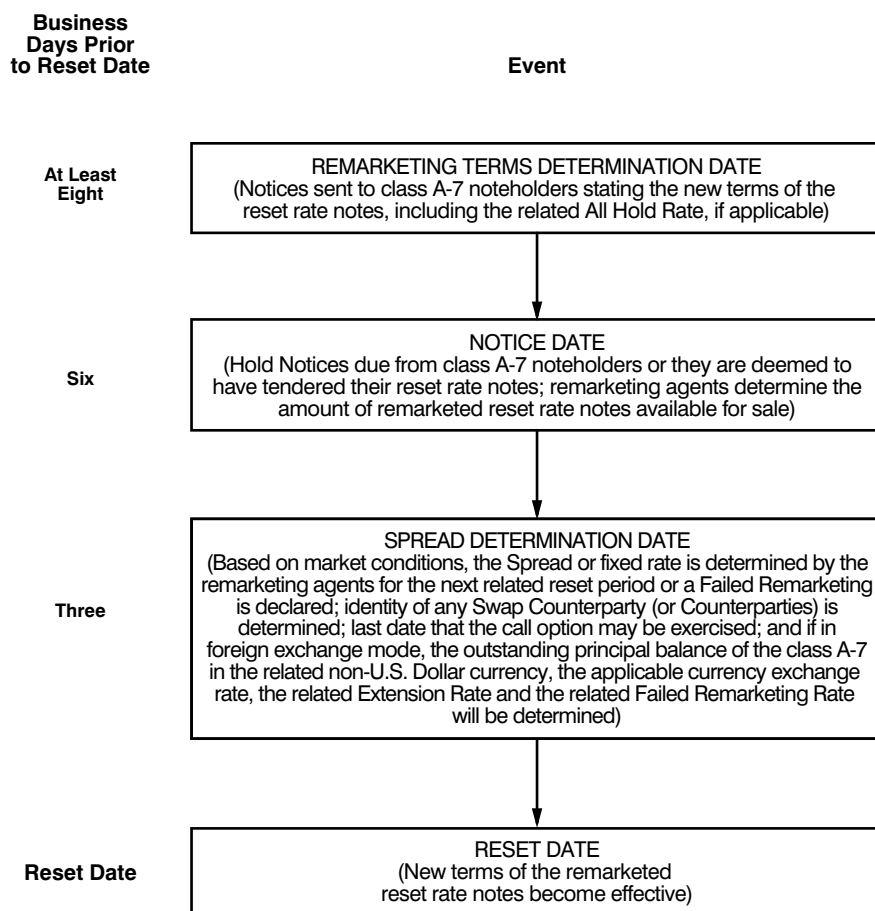 Business
Days Prior
to Reset Date
Event
At Least
Eight
REMARKETING TERMS DETERMINATION DATE
(Notices sent to class A-7 noteholders stating the new terms of the
reset rate notes, including the related All Hold Rate, if applicable)
Six
NOTICE DATE
(Hold Notices due from class A-7 noteholders or they are deemed to
have tendered their reset rate notes; remarketing agents determine the
amount of remarketed reset rate notes available for sale)
Three
SPREAD DETERMINATION DATE
(Based on market conditions, the Spread or fixed rate is determined by the
remarketing agents for the next related reset period or a Failed Remarketing
is declared; identity of any Swap Counterparty (or Counterparties) is
determined; last date that the call option may be exercised; and if in
foreign exchange mode, the outstanding principal balance of the class A-7
in the related non-U.S. Dollar currency, the applicable currency exchange
rate, the related Extension Rate and the related Failed Remarketing Rate
will be determined)
Reset Date
RESET DATE
(New terms of the remarketed
reset rate notes become effective)